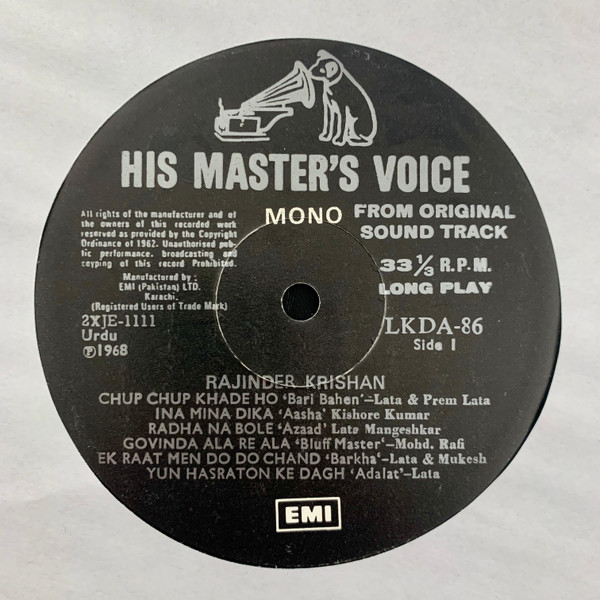 HIS MASTER'S VOICE
All rights of the manufacturer and of
the owners of this recorded work
reserved as provided by the Copyright
Ordinance of 1962. Unauthorised pub-
lic performance, broadcasting and
copying of this record Prohibited.
Manufactured by:
EMI (Pakistan) LTD.
Karachi.
(Registered Users of Trade Mark)
2XJE-1111
Urdu
℗1968
MONO
FROM ORIGINAL
SOUND TRACK
33 1/3 R.P.M.
LONG PLAY
LKDA-86
Side 1
RAJINDER KRISHAN
CHUP CHUP KHADE HO 'Bari Bahen'–Lata & Prem Lata
INA MINA DIKA 'Aasha' Kishore Kumar
RADHA NA BOLE 'Azaad' Lata Mangeshkar
GOVINDA ALA RE ALA 'Bluff Master'–Mohd. Rafi
EK RAAT MEN DO DO CHAND 'Barkha'–Lata & Mukesh
YUN HASRATON KE DAGH 'Adalat'–Lata
EMI